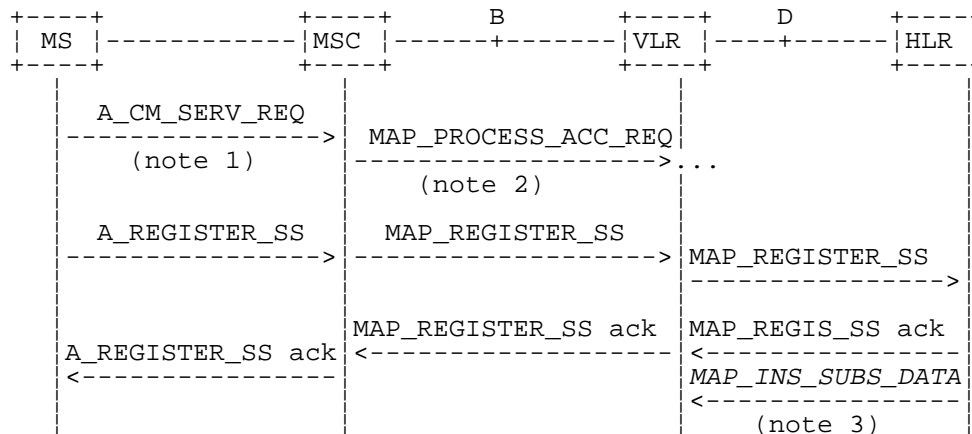 B D
MS MSC VLR HLR
A_CM_SERV_REQ
MAP_PROCESS_ACC_REQ
(note 1) ...
(note 2)
A_REGISTER_SS MAP_REGISTER_SS
MAP_REGISTER_SS
MAP_REGISTER_SS ack MAP_REGIS_SS ack
A_REGISTER_SS ack
MAP_INS_SUBS_DATA
(note 3)